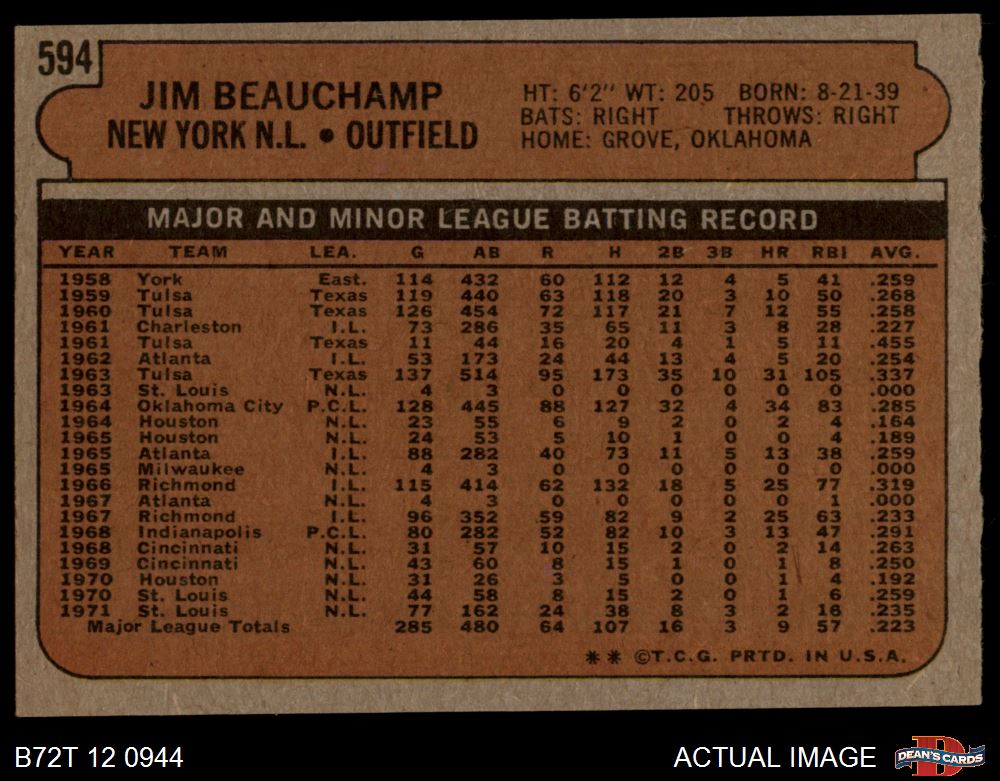 594
JIM BEAUCHAMP
NEW YORK N.L. • OUTFIELD
HT: 6'2" WT: 205 BORN: 8-21-39
BATS: RIGHT THROWS: RIGHT
HOME: GROVE, OKLAHOMA
MAJOR AND MINOR LEAGUE BATTING RECORD
YEAR TEAM LEA. G AB R H 2B 3B HR RBI AVG.
1958 York East. 114 432 60 112 12 4 5 41 .259
1959 Tulsa Texas 119 440 63 118 20 3 10 50 .268
1960 Tulsa Texas 126 454 72 117 21 7 12 55 .258
1961 Charleston I.L. 73 286 35 65 11 3 8 28 .227
1961 Tulsa Texas 11 44 16 20 4 1 5 11 .455
1962 Atlanta I.L. 53 173 24 44 13 4 5 20 .254
1963 Tulsa Texas 137 514 95 173 35 10 31 105 .337
1963 St. Louis N.L. 4 3 0 0 0 0 0 0 .000
1964 Oklahoma City P.C.L. 128 445 88 127 32 4 34 83 .285
1964 Houston N.L. 23 55 6 9 2 0 2 4 .164
1965 Houston N.L. 24 53 5 10 1 0 0 4 .189
1965 Atlanta I.L. 88 282 40 73 11 5 13 38 .259
1965 Milwaukee N.L. 4 3 0 0 0 0 0 0 .000
1966 Richmond I.L. 115 414 62 132 18 5 25 77 .319
1967 Atlanta N.L. 4 3 0 0 0 0 0 1 .000
1967 Richmond I.L. 96 352 59 82 9 2 25 63 .233
1968 Indianapolis P.C.L. 80 282 52 82 10 3 13 47 .291
1968 Cincinnati N.L. 31 57 10 15 2 0 2 14 .263
1969 Cincinnati N.L. 43 60 8 15 1 0 1 8 .250
1970 Houston N.L. 31 26 3 5 0 0 1 4 .192
1970 St. Louis N.L. 44 58 8 15 2 0 1 6 .259
1971 St. Louis N.L. 77 162 24 38 8 3 2 16 .235
Major League Totals 285 480 64 107 16 3 9 57 .223
** ©T.C.G. PRTD. IN U.S.A.
B72T 12 0944
ACTUAL IMAGE
D
DEAN'S CARDS